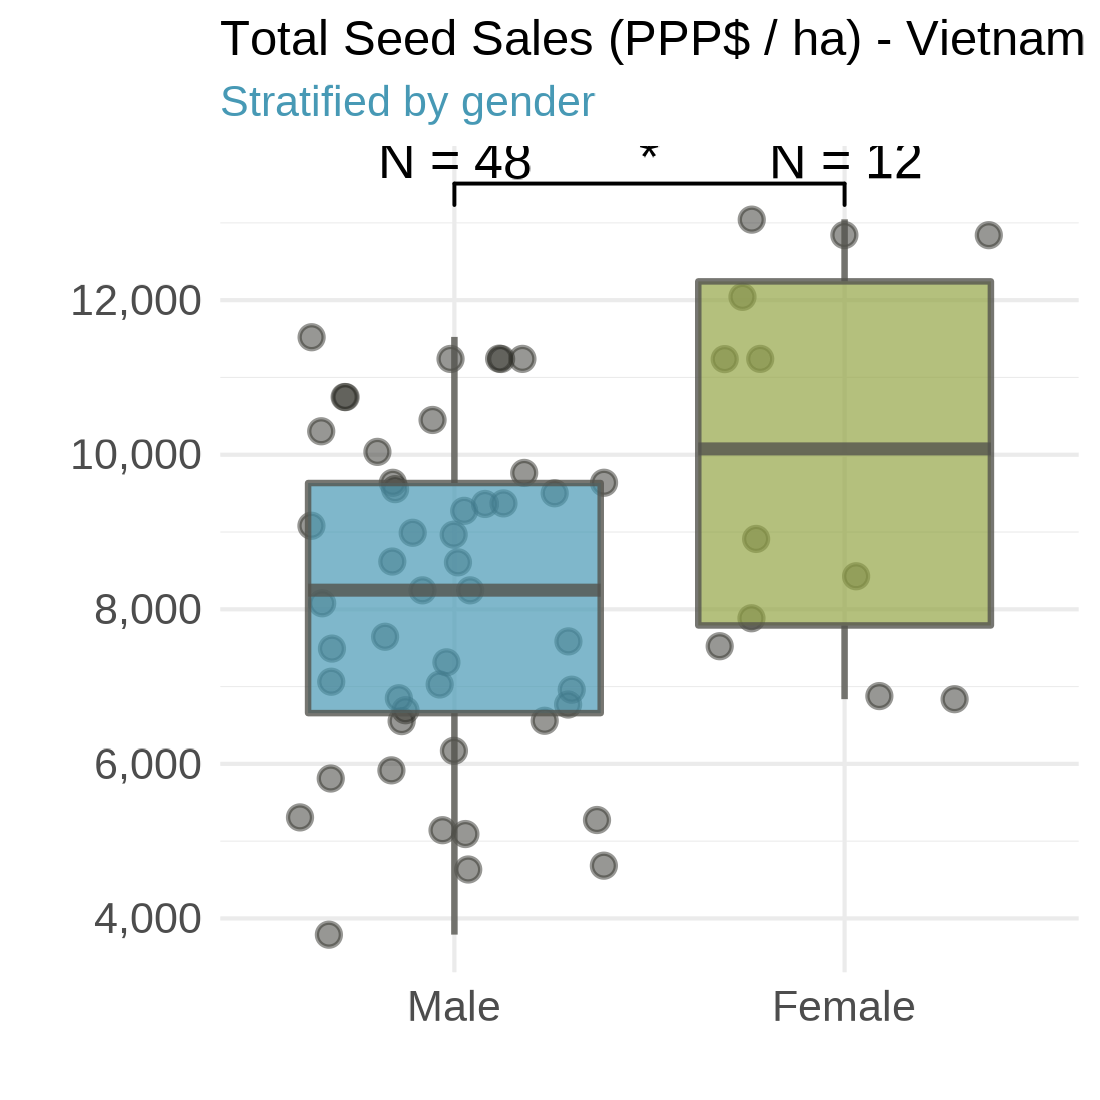 Total Seed Sales (PPP$ / ha) - Vietnam
Stratified by gender
N = 48 * N = 12
12,000
10,000
8,000
6,000
4,000
Male Female